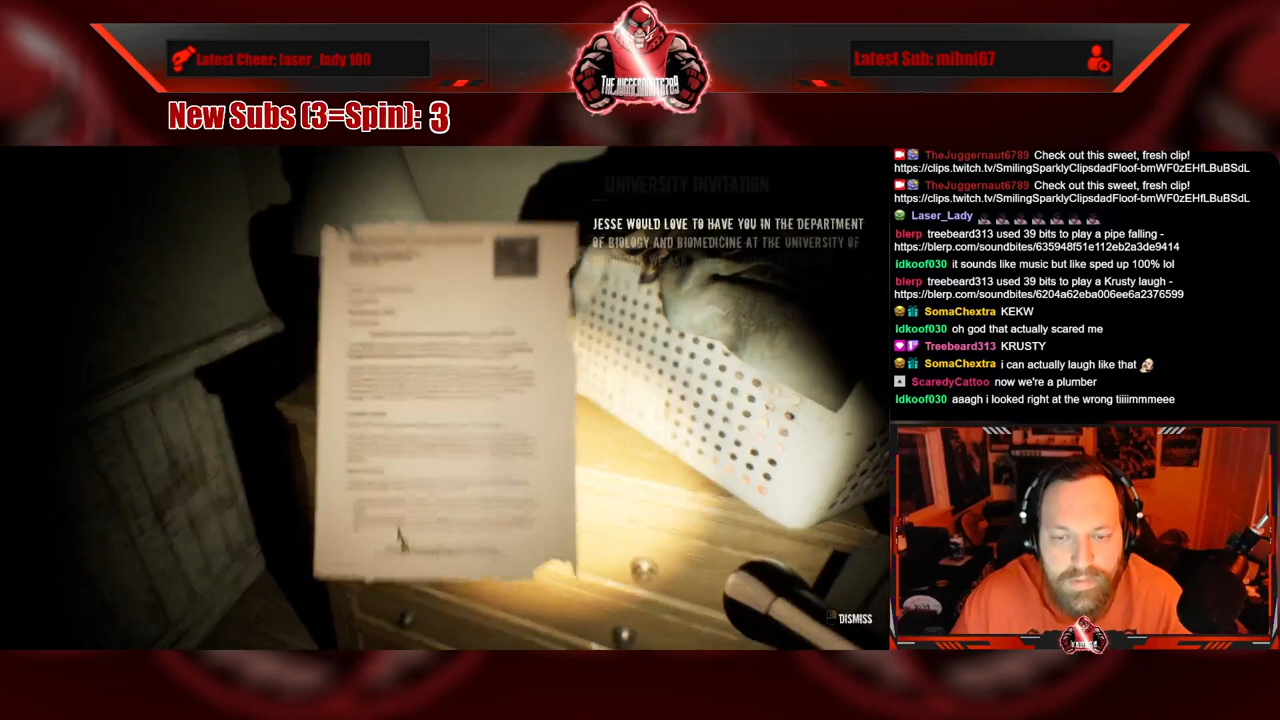 Latest Cheer: laser_lady 100
THEJUGGERNAUT6789
Latest Sub: mihni67
New Subs (3=Spin): 3
UNIVERSITY INVITATION
JESSE WOULD LOVE TO HAVE YOU IN THE DEPARTMENT
OF BIOLOGY AND BIOMEDICINE AT THE UNIVERSITY OF
DISMISS
TheJuggernaut6789 Check out this sweet, fresh clip!
https://clips.twitch.tv/SmilingSparklyClipsdadFloof-bmWF0zEHfLBuBSdL
TheJuggernaut6789 Check out this sweet, fresh clip!
https://clips.twitch.tv/SmilingSparklyClipsdadFloof-bmWF0zEHfLBuBSdL
Laser_Lady
blerp treebeard313 used 39 bits to play a pipe falling -
https://blerp.com/soundbites/635948f51e112eb2a3de9414
Idkoof030 it sounds like music but like sped up 100% lol
blerp treebeard313 used 39 bits to play a Krusty laugh -
https://blerp.com/soundbites/6204a62eba006ee6a2376599
SomaChextra KEKW
Idkoof030 oh god that actually scared me
Treebeard313 KRUSTY
SomaChextra i can actually laugh like that
ScaredyCattoo now we're a plumber
Idkoof030 aaagh i looked right at the wrong tiiiimmmeee